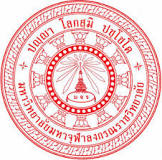 ปญฺญา โลกสฺมิ ปชฺโชโต
ม จ ร
มหาวิทยาลัยมหาจุฬาลงกรณราชวิทยาลัย